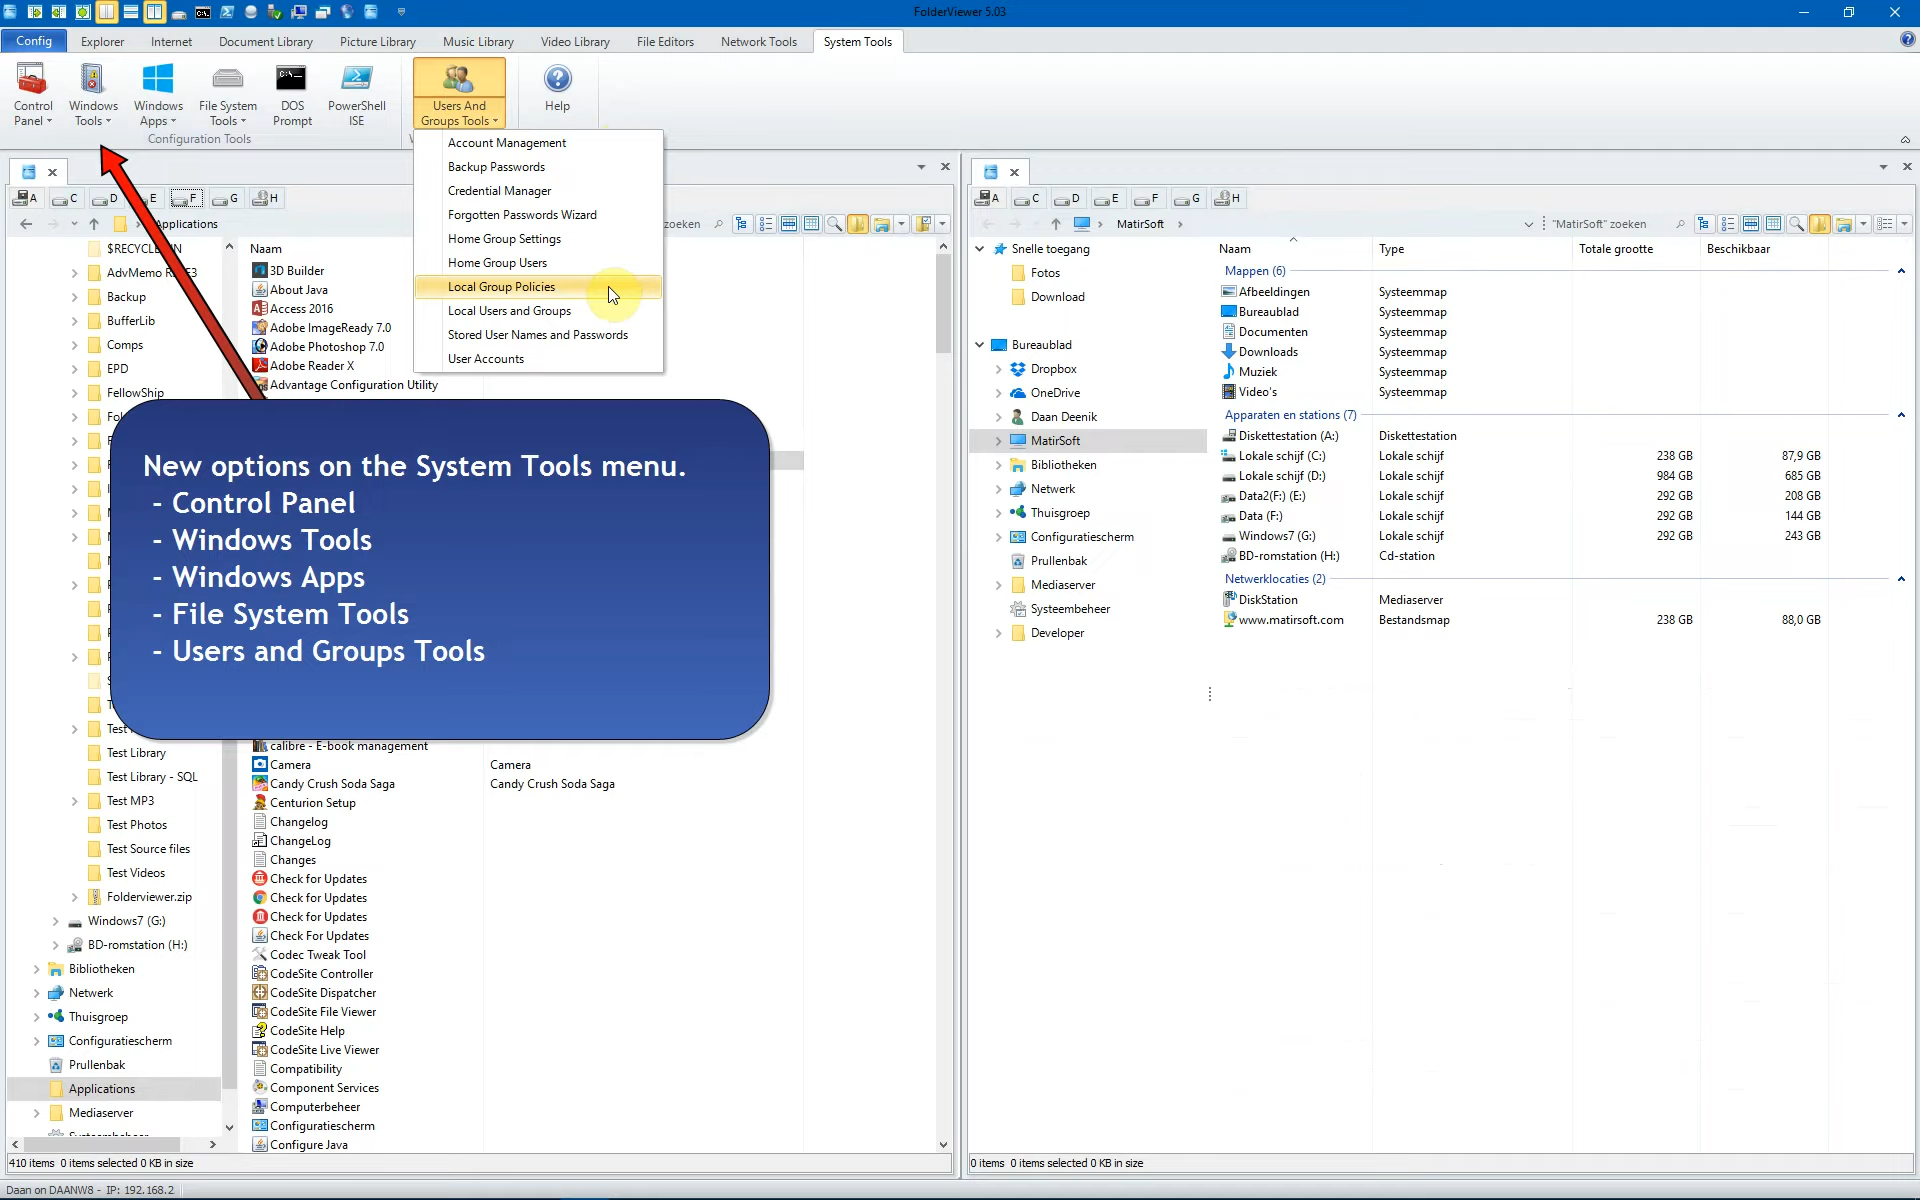 FolderViewer 5.03
Config Explorer Internet Document Library Picture Library Music Library Video Library File Editors Network Tools System Tools
Control Panel
Windows Tools
Windows Apps
File System Tools
DOS Prompt
PowerShell ISE
Users And Groups Tools
Help
Configuration Tools
Account Management
Backup Passwords
Credential Manager
Forgotten Passwords Wizard
Home Group Settings
Home Group Users
Local Group Policies
Local Users and Groups
Stored User Names and Passwords
User Accounts
A C D E F G H
Applications
zoeken
$RECYCLE
AdvMemo
Backup
BufferLib
Comps
EPD
FellowShip
Test Library
Test Library - SQL
Test MP3
Test Photos
Test Source files
Test Videos
Folderviewer.zip
Windows7 (G:)
BD-romstation (H:)
Bibliotheken
Netwerk
Thuisgroep
Configuratiescherm
Prullenbak
Applications
Mediaserver
Naam
3D Builder
About Java
Access 2016
Adobe ImageReady 7.0
Adobe Photoshop 7.0
Adobe Reader X
Advantage Configuration Utility
New options on the System Tools menu.
- Control Panel
- Windows Tools
- Windows Apps
- File System Tools
- Users and Groups Tools
calibre - E-book management
Camera Camera
Candy Crush Soda Saga Candy Crush Soda Saga
Centurion Setup
Changelog
ChangeLog
Changes
Check for Updates
Check for Updates
Check for Updates
Check For Updates
Codec Tweak Tool
CodeSite Controller
CodeSite Dispatcher
CodeSite File Viewer
CodeSite Help
CodeSite Live Viewer
Compatibility
Component Services
Computerbeheer
Configuratiescherm
Configure Java
410 items 0 items selected 0 KB in size
A C D E F G H
MatirSoft
"MatirSoft" zoeken
Snelle toegang
Fotos
Download
Bureaublad
Dropbox
OneDrive
Daan Deenik
MatirSoft
Bibliotheken
Netwerk
Thuisgroep
Configuratiescherm
Prullenbak
Mediaserver
Systeembeheer
Developer
Naam Type Totale grootte Beschikbaar
Mappen (6)
Afbeeldingen Systeemmap
Bureaublad Systeemmap
Documenten Systeemmap
Downloads Systeemmap
Muziek Systeemmap
Video's Systeemmap
Apparaten en stations (7)
Diskettestation (A:) Diskettestation
Lokale schijf (C:) Lokale schijf 238 GB 87,9 GB
Lokale schijf (D:) Lokale schijf 984 GB 685 GB
Data2(F:) (E:) Lokale schijf 292 GB 208 GB
Data (F:) Lokale schijf 292 GB 144 GB
Windows7 (G:) Lokale schijf 292 GB 243 GB
BD-romstation (H:) Cd-station
Netwerklocaties (2)
DiskStation Mediaserver
www.matirsoft.com Bestandsmap 238 GB 88,0 GB
0 items 0 items selected 0 KB in size
Daan on DAANW8 - IP: 192.168.2